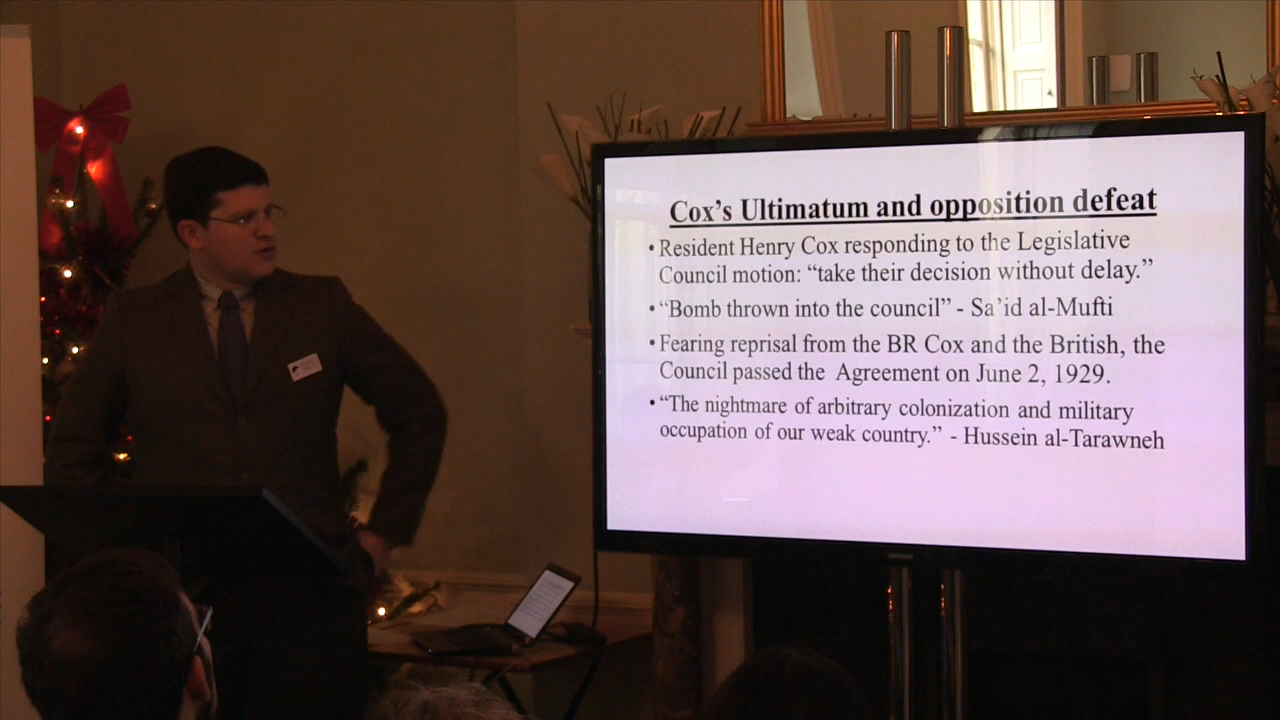 Cox’s Ultimatum and opposition defeat
• Resident Henry Cox responding to the Legislative
Council motion: “take their decision without delay.”
• “Bomb thrown into the council” - Sa’id al-Mufti
• Fearing reprisal from the BR Cox and the British, the
Council passed the Agreement on June 2, 1929.
• “The nightmare of arbitrary colonization and military
occupation of our weak country.” - Hussein al-Tarawneh